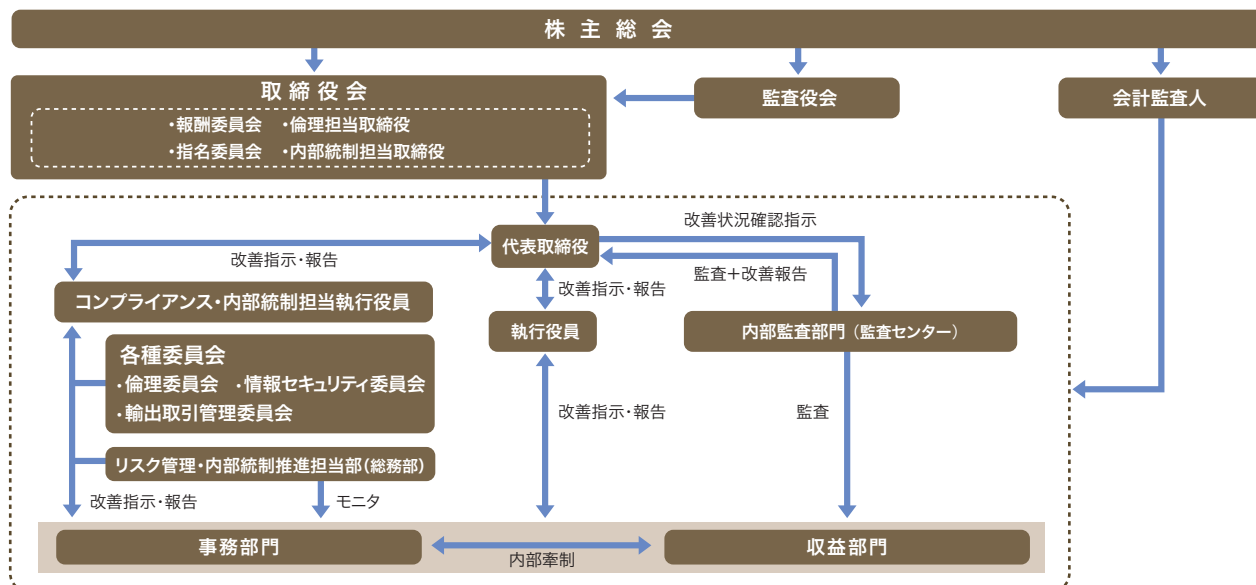 株主総会
取締役会
・報酬委員会 ・倫理担当取締役
・指名委員会 ・内部統制担当取締役
監査役会
会計監査人
代表取締役
改善状況確認指示
改善指示・報告
監査＋改善報告
改善指示・報告
コンプライアンス・内部統制担当執行役員
執行役員
内部監査部門（監査センター）
各種委員会
・倫理委員会 ・情報セキュリティ委員会
・輸出取引管理委員会
改善指示・報告
監査
リスク管理・内部統制推進担当部(総務部)
改善指示・報告
モニタ
事務部門
内部牽制
収益部門